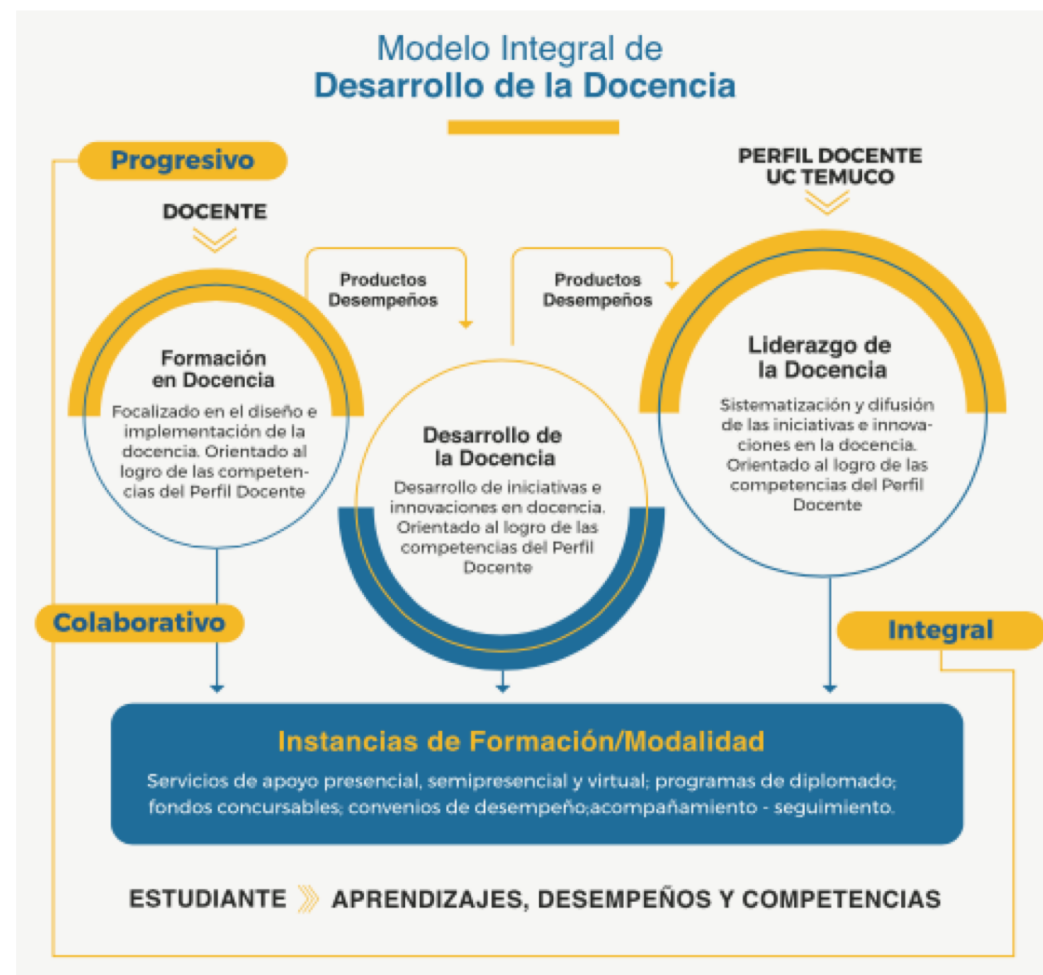 Modelo Integral de
Desarrollo de la Docencia
Progresivo
PERFIL DOCENTE
UC TEMUCO
DOCENTE
Productos
Desempeños
Productos
Desempeños
Formación
en Docencia
Focalizado en el diseño e
implementación de la
docencia. Orientado al
logro de las competen-
cias del Perfil Docente
Desarrollo de
la Docencia
Desarrollo de iniciativas e
innovaciones en docencia.
Orientado al logro de las
competencias del Perfil
Docente
Liderazgo de
la Docencia
Sistematización y difusión
de las iniciativas e innova-
ciones en la docencia.
Orientado al logro de las
competencias del Perfil
Docente
Colaborativo
Integral
Instancias de Formación/Modalidad
Servicios de apoyo presencial, semipresencial y virtual; programas de diplomado;
fondos concursables; convenios de desempeño;acompañamiento - seguimiento.
ESTUDIANTE APRENDIZAJES, DESEMPEÑOS Y COMPETENCIAS